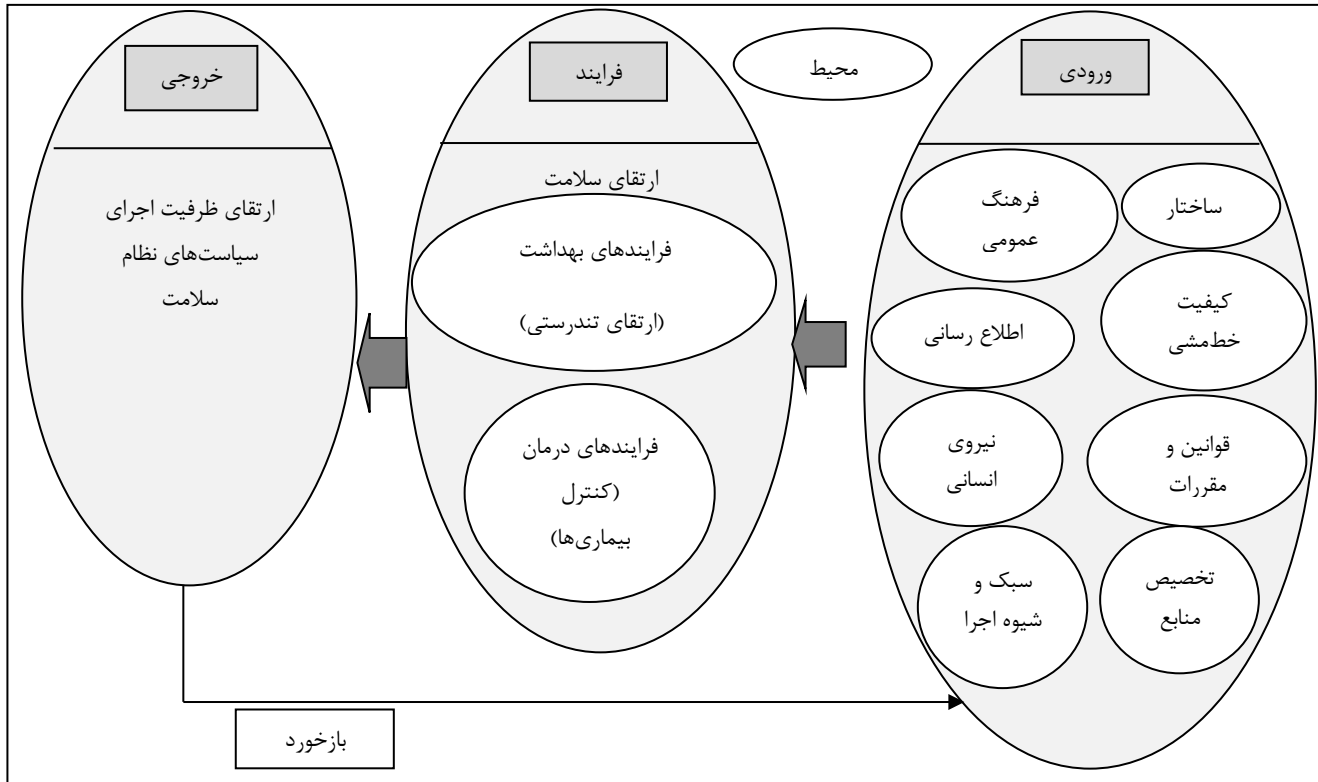 ورودی
ساختار
فرهنگ
عمومی
کیفیت
خط‌مشی
اطلاع رسانی
قوانین و
مقررات
نیروی
انسانی
تخصیص
منابع
سبک و
شیوه اجرا
محیط
فرایند
ارتقای سلامت
فرایندهای بهداشت
(ارتقای تندرستی)
فرایندهای درمان
(کنترل
بیماری‌ها)
خروجی
ارتقای ظرفیت اجرای
سیاست‌های نظام
سلامت
بازخورد